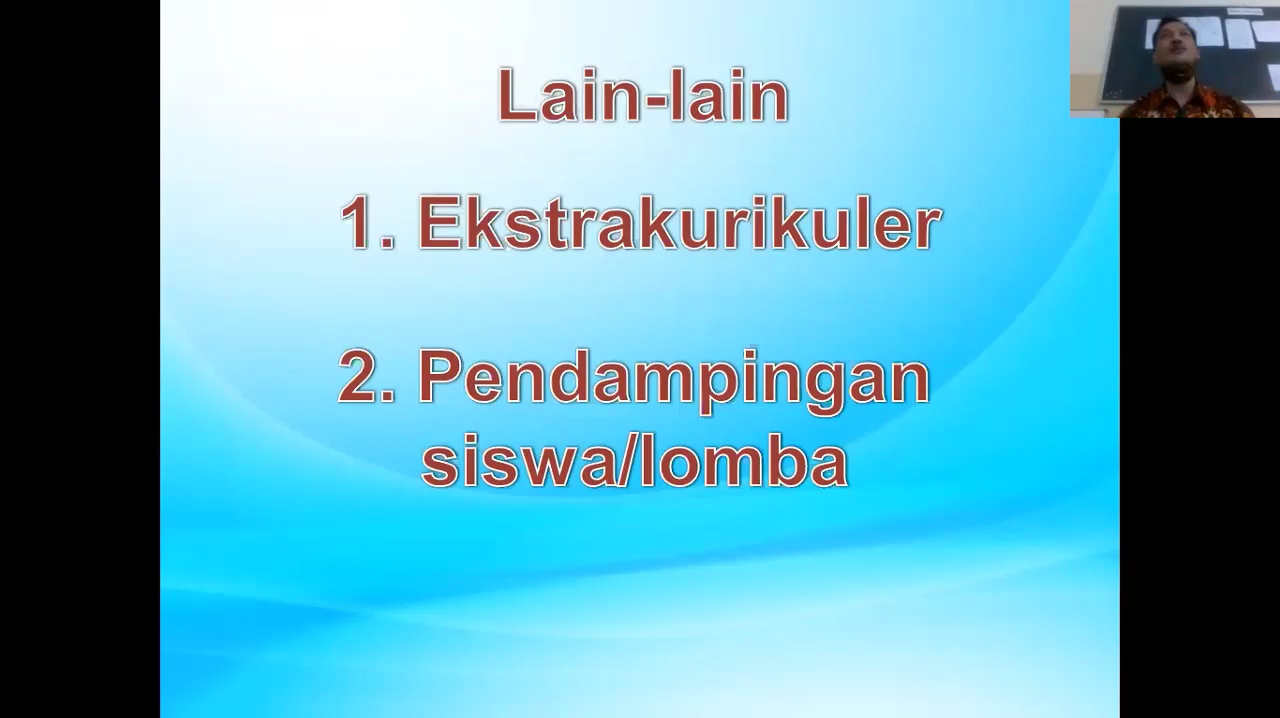 Lain-lain
1. Ekstrakurikuler
2. Pendampingan
siswa/lomba